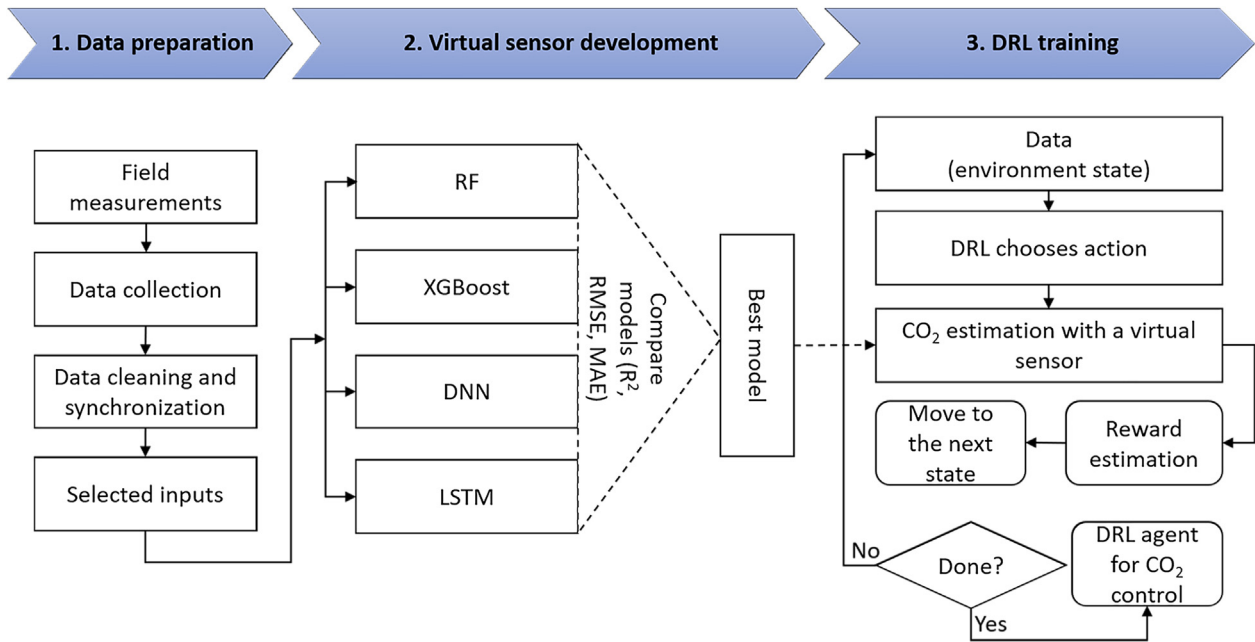 1. Data preparation
2. Virtual sensor development
3. DRL training
Field
measurements
Data collection
Data cleaning and
synchronization
Selected inputs
RF
XGBoost
DNN
LSTM
Compare
models (R²,
RMSE, MAE)
Best model
Data
(environment state)
DRL chooses action
CO₂ estimation with a virtual
sensor
Reward
estimation
Move to
the next
state
Done?
No
Yes
DRL agent
for CO₂
control